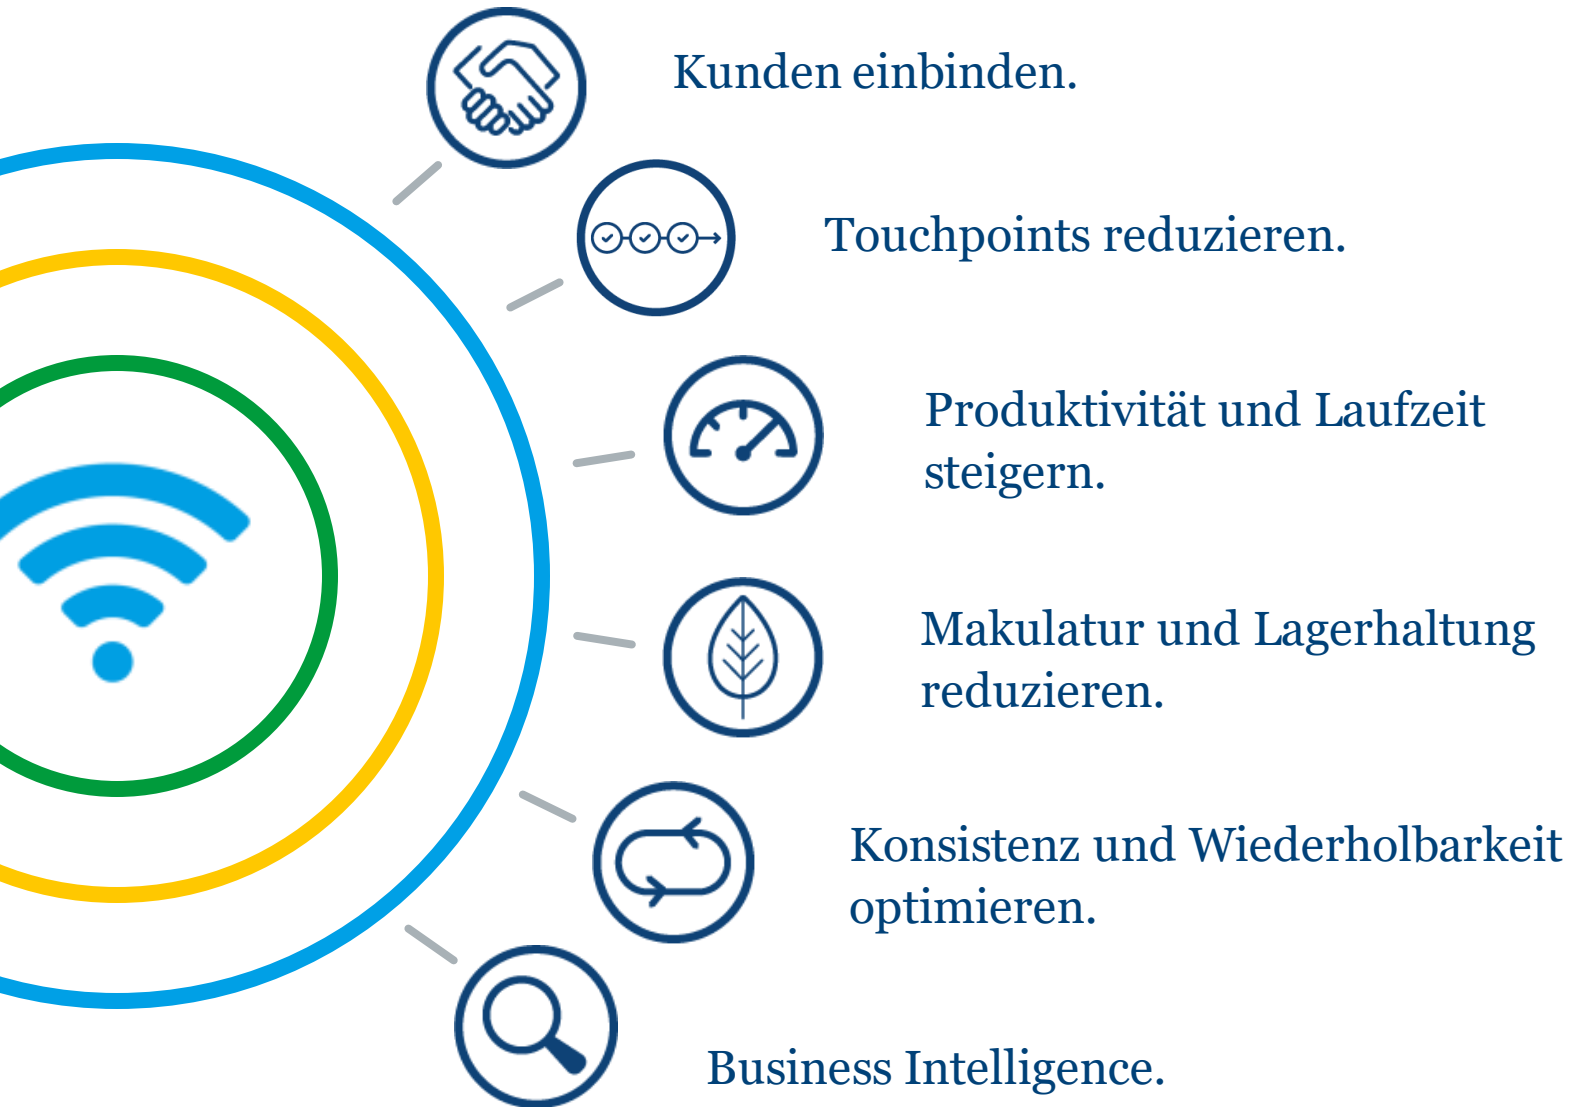 Kunden einbinden.
Touchpoints reduzieren.
Produktivität und Laufzeit
steigern.
Makulatur und Lagerhaltung
reduzieren.
Konsistenz und Wiederholbarkeit
optimieren.
Business Intelligence.